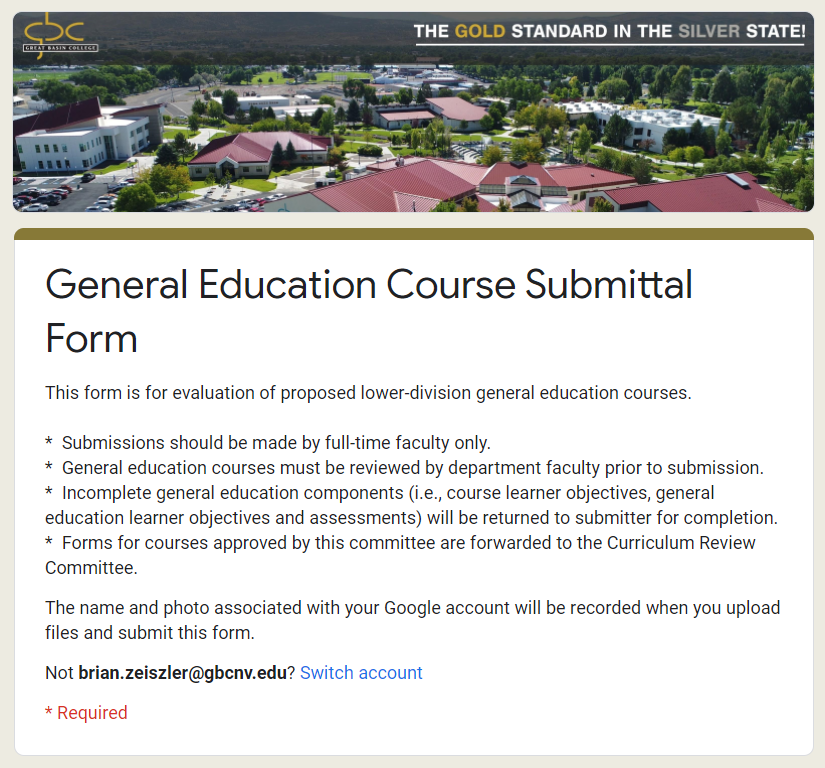 gbc
GREAT BASIN COLLEGE
THE GOLD STANDARD IN THE SILVER STATE!
General Education Course Submittal
Form
This form is for evaluation of proposed lower-division general education courses.
* Submissions should be made by full-time faculty only.
* General education courses must be reviewed by department faculty prior to submission.
* Incomplete general education components (i.e., course learner objectives, general
education learner objectives and assessments) will be returned to submitter for completion.
* Forms for courses approved by this committee are forwarded to the Curriculum Review
Committee.
The name and photo associated with your Google account will be recorded when you upload
files and submit this form.
Not brian.zeiszler@gbcnv.edu? Switch account
* Required